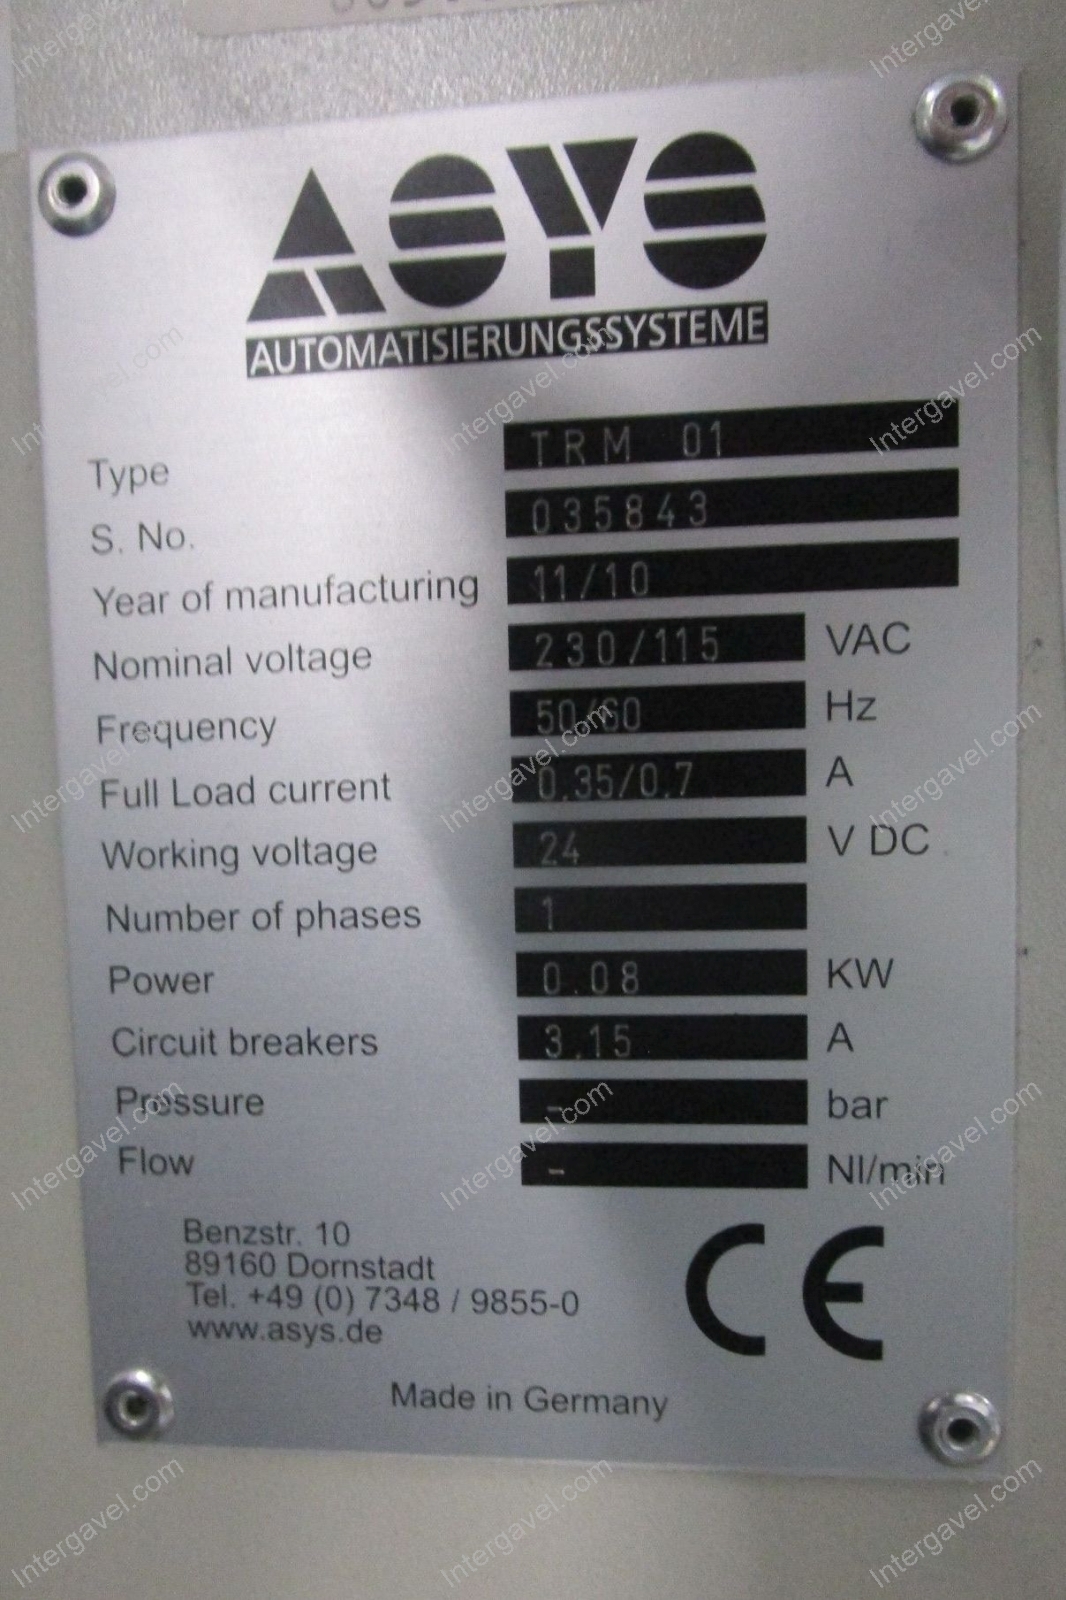 ASYS
AUTOMATISIERUNGSSYSTEME
Type TRM 01
S. No. 035843
Year of manufacturing 11/10
Nominal voltage 230/115 VAC
Frequency 50/60 Hz
Full Load current 0.35/0.7 A
Working voltage 24 V DC
Number of phases 1
Power 0.08 KW
Circuit breakers 3.15 A
Pressure - bar
Flow - Nl/min
Benzstr. 10
89160 Dornstadt
Tel. +49 (0) 7348 / 9855-0
www.asys.de
CE
Made in Germany
Intergavel.com